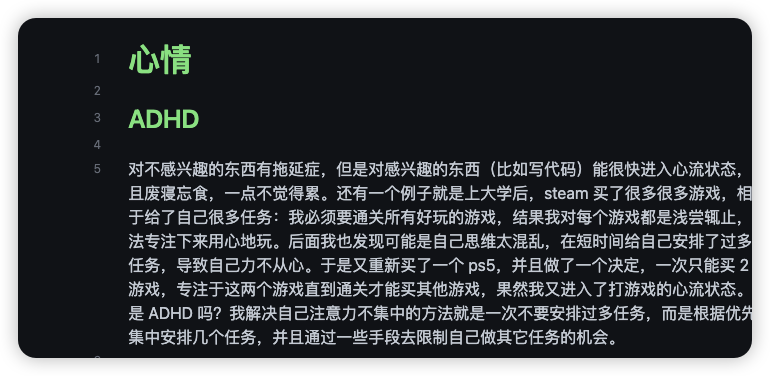 1 心情
2
3 ADHD
4
5 对不感兴趣的东西有拖延症，但是对感兴趣的东西（比如写代码）能很快进入心流状态，
且废寝忘食，一点不觉得累。还有一个例子就是上大学后，steam 买了很多很多游戏，相
于给了自己很多任务：我必须要通关所有好玩的游戏，结果我对每个游戏都是浅尝辄止，
法专注下来用心地玩。后面我也发现可能是自己思维太混乱，在短时间给自己安排了过多
任务，导致自己力不从心。于是又重新买了一个 ps5，并且做了一个决定，一次只能买 2
游戏，专注于这两个游戏直到通关才能买其他游戏，果然我又进入了打游戏的心流状态。
是 ADHD 吗？我解决自己注意力不集中的方法就是一次不要安排过多任务，而是根据优先
集中安排几个任务，并且通过一些手段去限制自己做其它任务的机会。